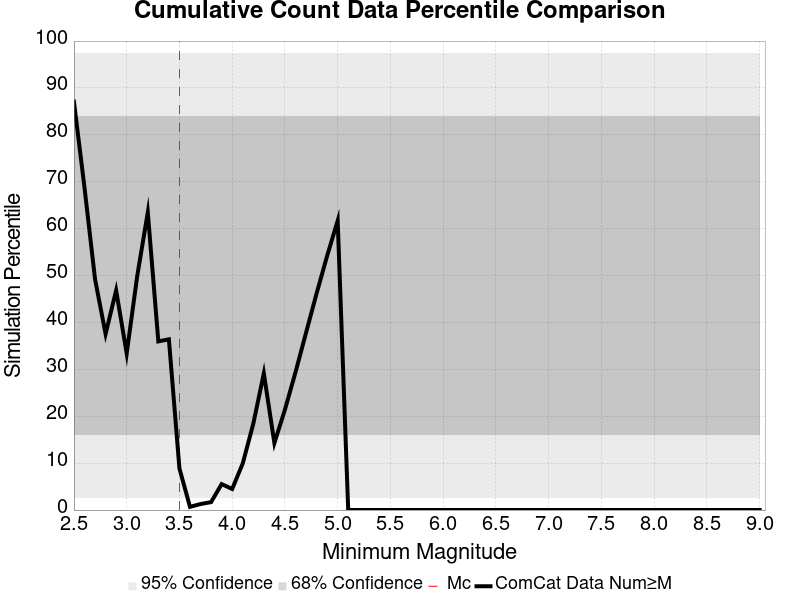 Cumulative Count Data Percentile Comparison
100
90
80
70
60
50
40
30
20
10
0
Simulation Percentile
2.5 3.0 3.5 4.0 4.5 5.0 5.5 6.0 6.5 7.0 7.5 8.0 8.5 9.0
Minimum Magnitude
95% Confidence 68% Confidence Mc ComCat Data Num≥M